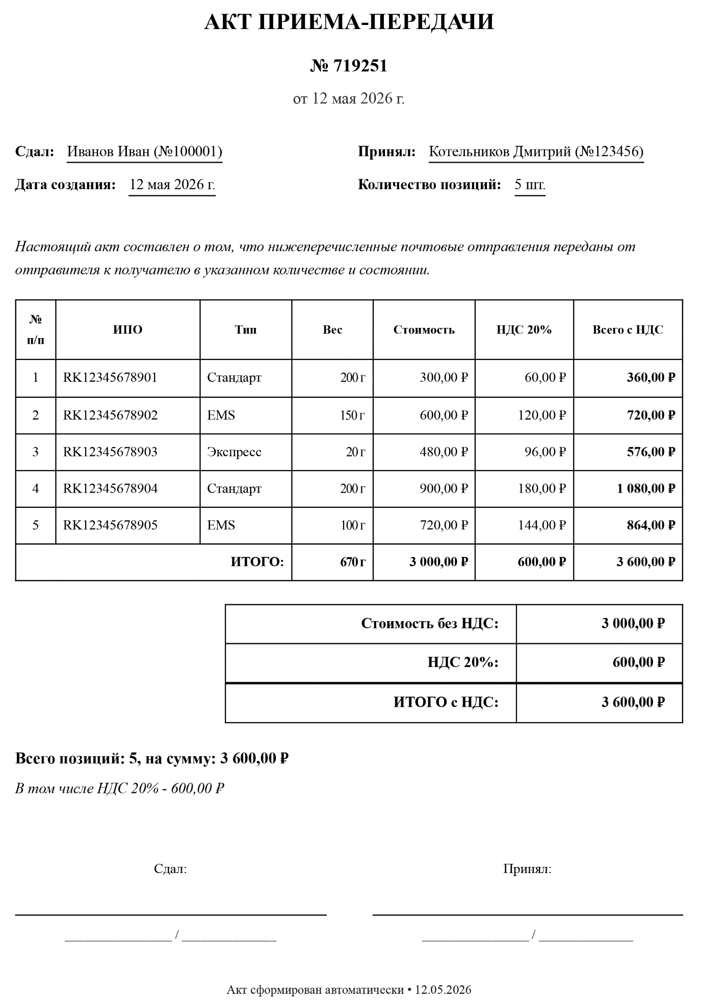 АКТ ПРИЕМА-ПЕРЕДАЧИ
№ 719251
от 12 мая 2026 г.
Сдал: Иванов Иван (№100001) Принял: Котельников Дмитрий (№123456)
Дата создания: 12 мая 2026 г. Количество позиций: 5 шт.
Настоящий акт составлен о том, что нижеперечисленные почтовые отправления переданы от
отправителя к получателю в указанном количестве и состоянии.
№ п/п ИПО Тип Вес Стоимость НДС 20% Всего с НДС
1 RK12345678901 Стандарт 200 г 300,00 ₽ 60,00 ₽ 360,00 ₽
2 RK12345678902 EMS 150 г 600,00 ₽ 120,00 ₽ 720,00 ₽
3 RK12345678903 Экспресс 20 г 480,00 ₽ 96,00 ₽ 576,00 ₽
4 RK12345678904 Стандарт 200 г 900,00 ₽ 180,00 ₽ 1 080,00 ₽
5 RK12345678905 EMS 100 г 720,00 ₽ 144,00 ₽ 864,00 ₽
ИТОГО: 670 г 3 000,00 ₽ 600,00 ₽ 3 600,00 ₽
Стоимость без НДС: 3 000,00 ₽
НДС 20%: 600,00 ₽
ИТОГО с НДС: 3 600,00 ₽
Всего позиций: 5, на сумму: 3 600,00 ₽
В том числе НДС 20% - 600,00 ₽
Сдал: Принял:
_________________ / _______________ _________________ / _______________
Акт сформирован автоматически • 12.05.2026